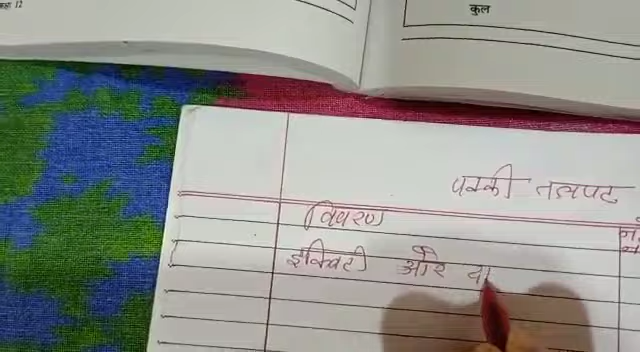 कक्षा 12
कुल
पक्की तलपट
विवरण
इक्विटी और दा